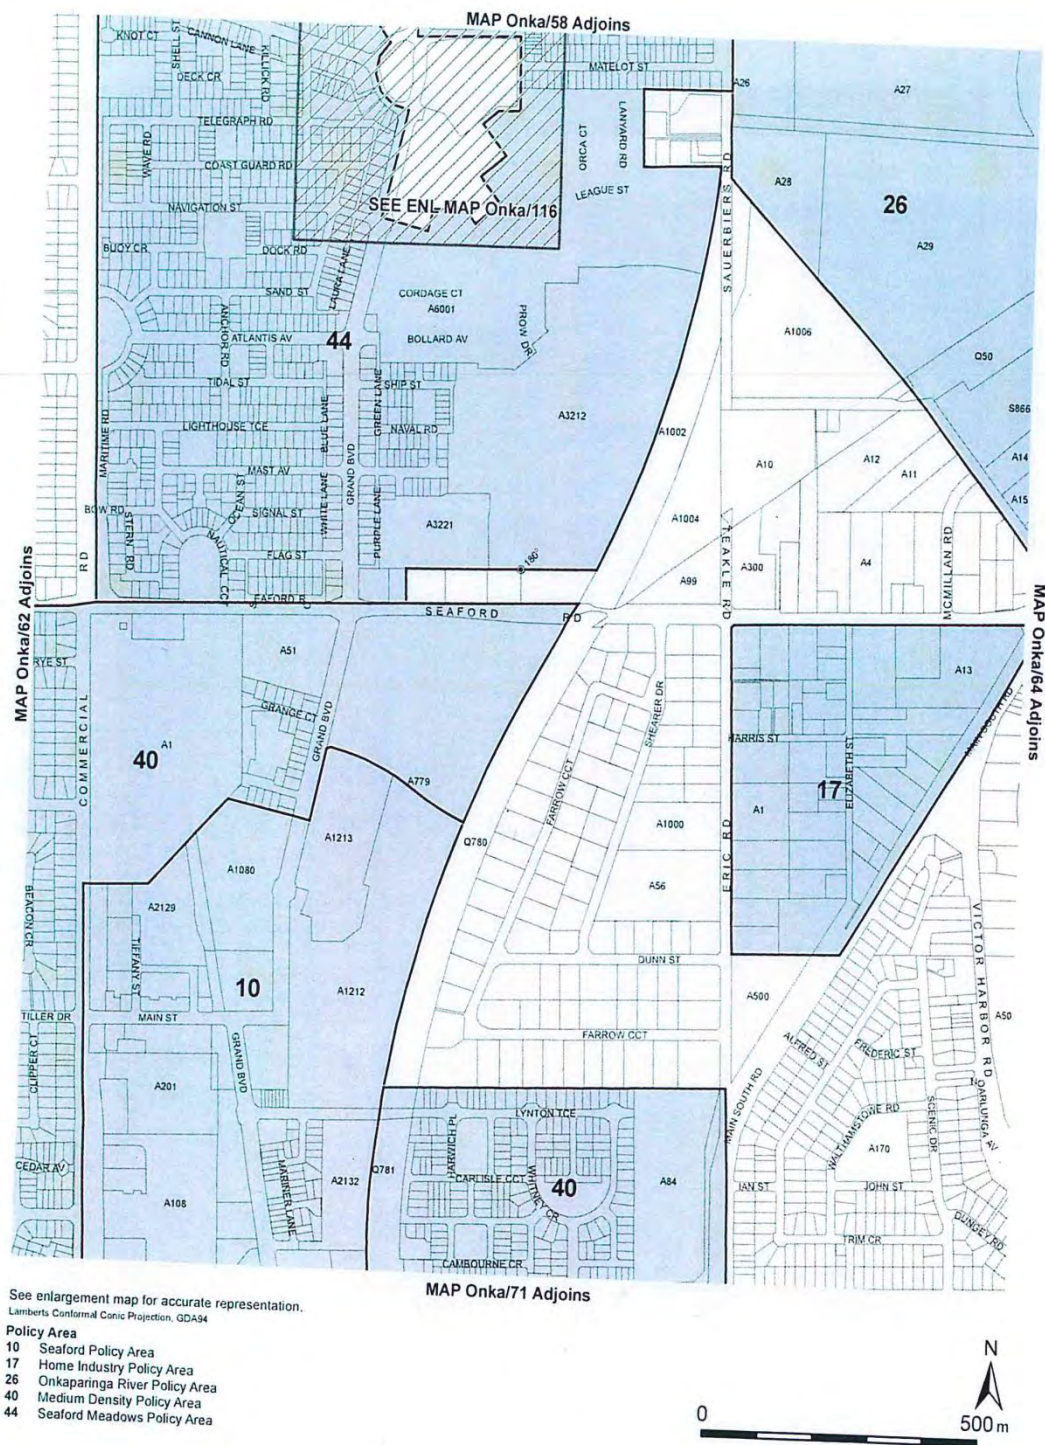 MAP Onka/58 Adjoins
KNOT CT
SHELL ST
CANNON LANE
KILLICK RD
DECK CR
MATELOT ST
A26
A27
TELEGRAPH RD
WAVE RD
COAST GUARD RD
ORCA CT
LANYARD RD
LEAGUE ST
A28
26
NAVIGATION ST
SEE ENL MAP Onka/116
BUOY CR
DOCK RD
LAURA LANE
SAUERBIERS RD
A29
SAND ST
CORDAGE CT
A6001
PROW DR
A1006
ANCHOR RD
ATLANTIS AV
44
BOLLARD AV
Q50
TIDAL ST
SHIP ST
GREEN LANE
BLUE LANE
A3212
S866
MARITIME RD
LIGHTHOUSE TCE
NAVAL RD
A1002
A14
A12
A11
MAST AV
GRAND BVD
A10
A15
BOW RD
STERN RD
OCEAN ST
SIGNAL ST
WHITE LANE
PURPLE LANE
A3221
A1004
NAUTICAL CCT
FLAG ST
180°
TEAKLE RD
A300
A4
MCMILLAN RD
A99
RD
MAP Onka/62 Adjoins
SEAFORD RD
MAP Onka/64 Adjoins
RYE ST
A51
A13
GRANGE CT
GRAND BVD
SHEARER DR
HARRIS ST
MAIN SOUTH RD
COMMERCIAL
A1
40
A779
FARROW CCT
ELIZABETH ST
17
A1
A1213
Q780
A1000
ERIC RD
A1080
A56
BEACON CR
A2129
TIFFANY ST
DUNN ST
VICTOR HARBOR RD
10
A1212
A500
A50
TILLER DR
MAIN ST
FARROW CCT
ALFRED ST
FREDERIC ST
CLIPPER CT
GRAND BVD
A201
MAIN SOUTH RD
NOARLUNGA AV
LYNTON TCE
HARWICH PL
WALTHAMSTOWE RD
SCENIC DR
A170
CEDAR AV
MARINER LANE
A2132
Q781
CARLISLE CCT
WHITNEY CR
40
A84
IAN ST
JOHN ST
A108
DUNGEY RD
TRIM CR
CAMBOURNE CR
MAP Onka/71 Adjoins
See enlargement map for accurate representation.
Lamberts Conformal Conic Projection, GDA94
Policy Area
10 Seaford Policy Area
17 Home Industry Policy Area
26 Onkaparinga River Policy Area
40 Medium Density Policy Area
44 Seaford Meadows Policy Area
N
0
500 m